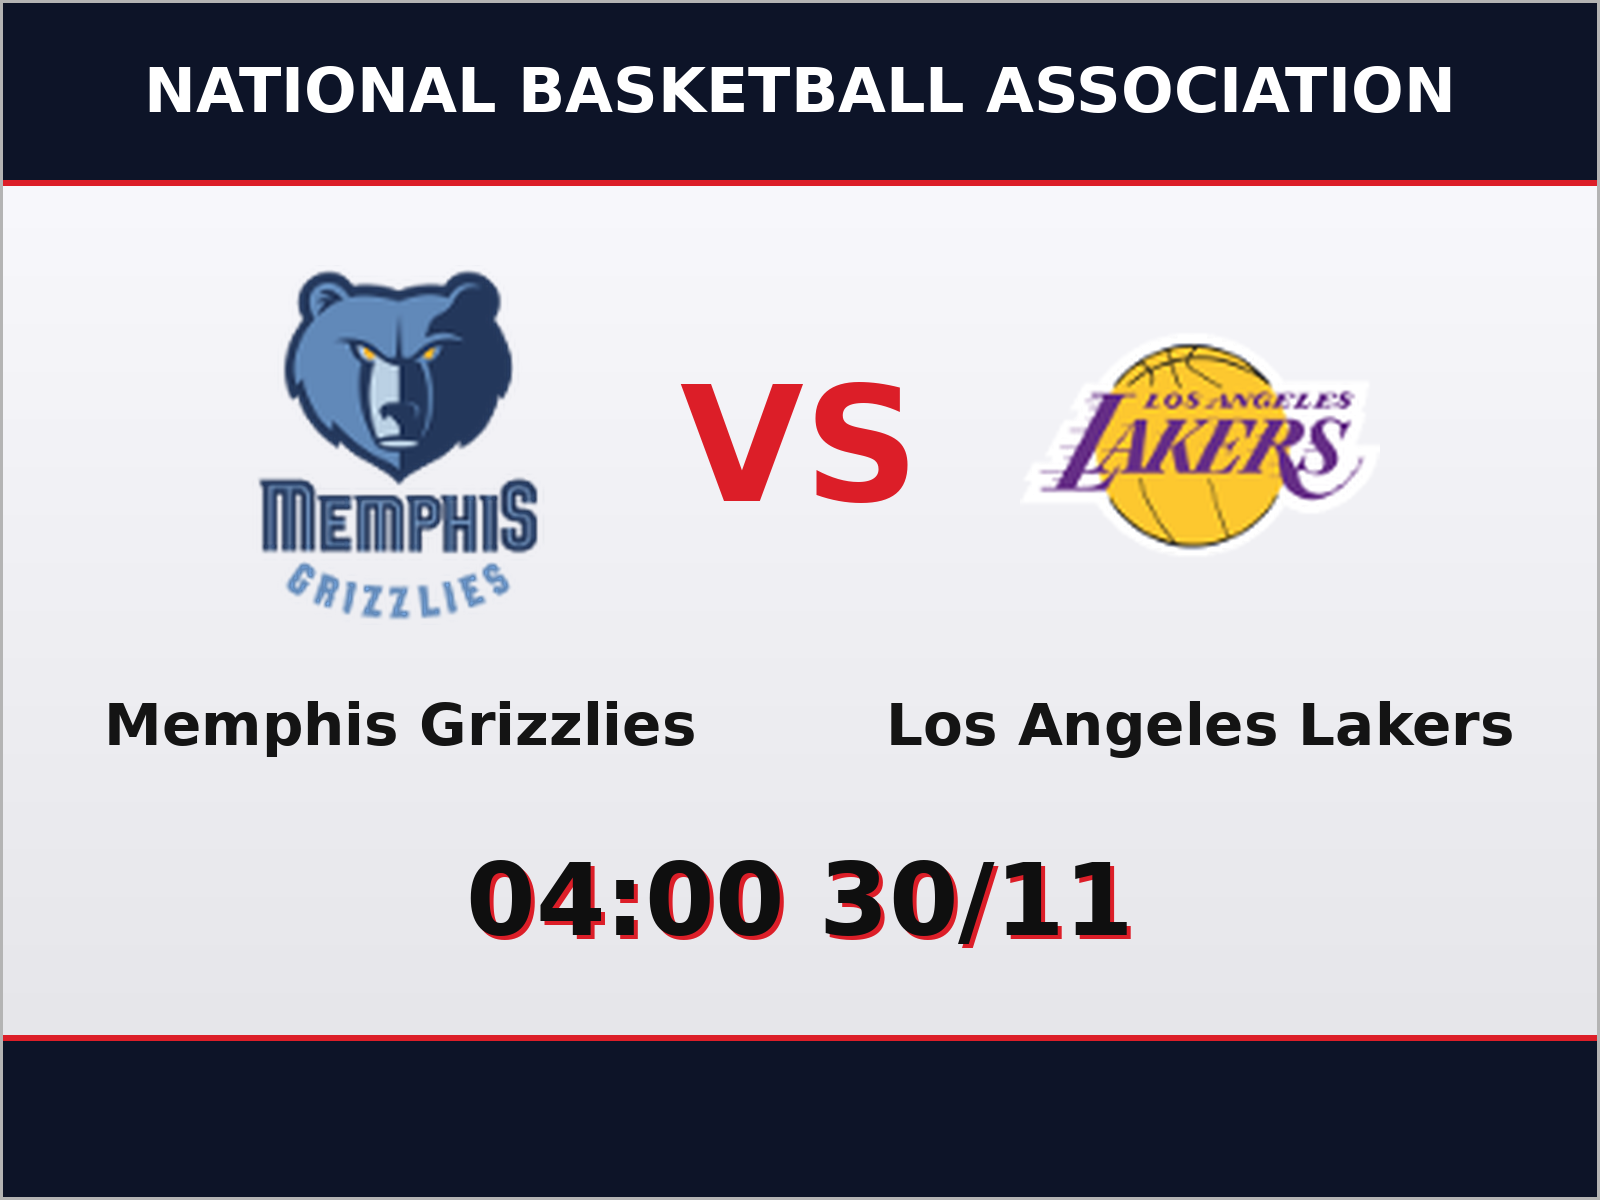 NATIONAL BASKETBALL ASSOCIATION
MEMPHIS
GRIZZLIES
VS
LOS ANGELES
LAKERS
Memphis Grizzlies
Los Angeles Lakers
04:00 30/11